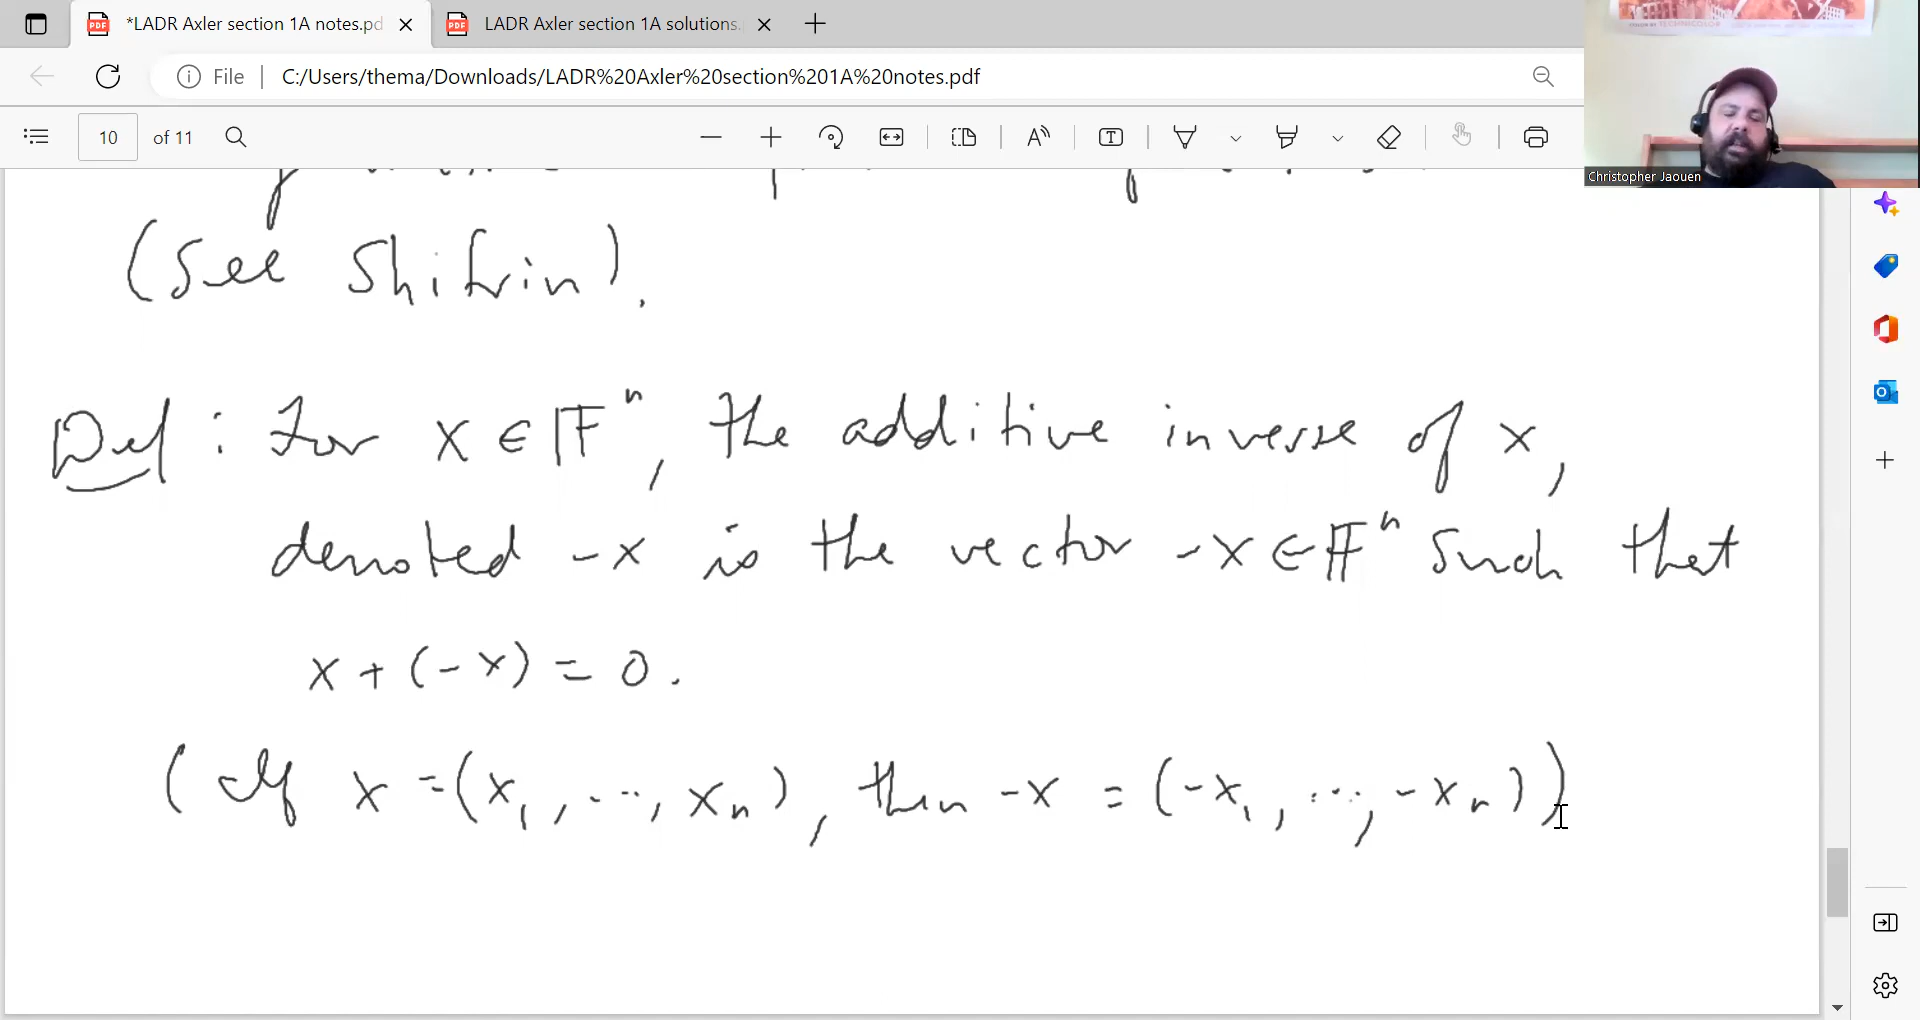 *LADR Axler section 1A notes.pd
LADR Axler section 1A solutions.
File
C:/Users/thema/Downloads/LADR%20Axler%20section%201A%20notes.pdf
10 of 11
Christopher Jaouen
(See Shifrin).
Def: For x ∈ 𝔽ⁿ, the additive inverse of x,
denoted -x is the vector -x ∈ 𝔽ⁿ such that
x + (-x) = 0.
(If x = (x₁, ..., xₙ), then -x = (-x₁, ..., -xₙ))